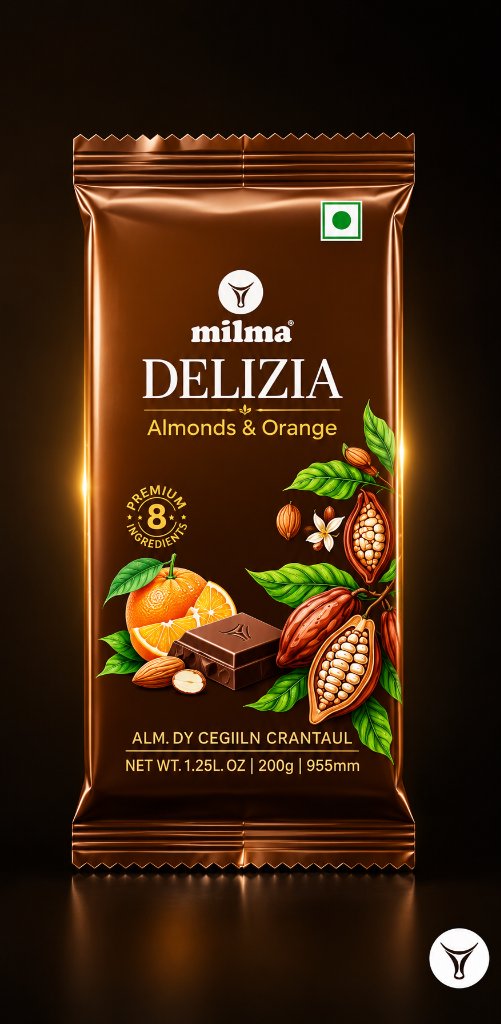 milma®
DELIZIA
Almonds & Orange
PREMIUM
8
INGREDIENTS
ALM. DY CEGIILN CRANTAUL
NET WT. 1.25L. OZ | 200g | 955mm